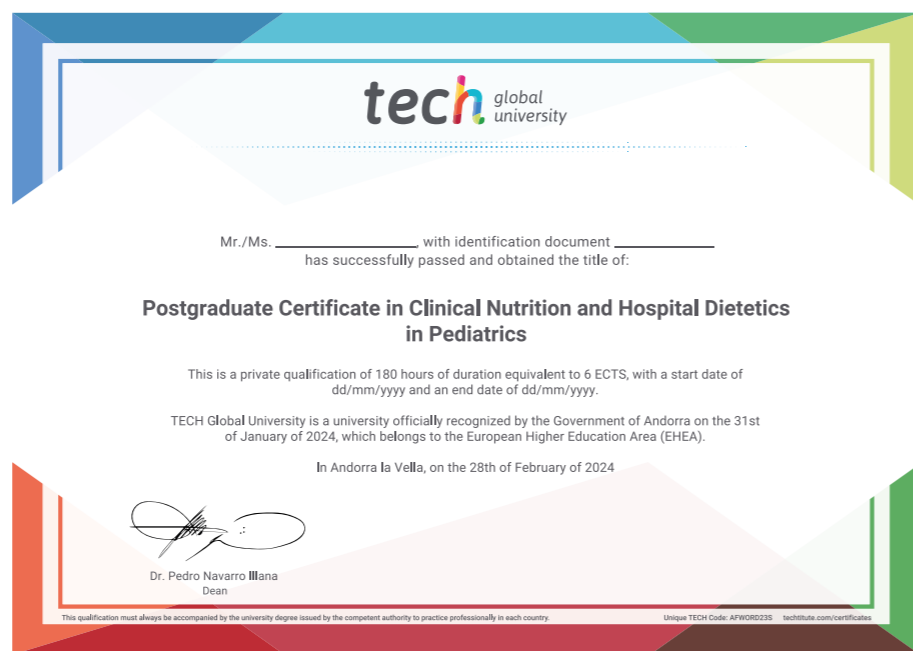 tech global university
Mr./Ms. ____________, with identification document ____________
has successfully passed and obtained the title of:
Postgraduate Certificate in Clinical Nutrition and Hospital Dietetics
in Pediatrics
This is a private qualification of 180 hours of duration equivalent to 6 ECTS, with a start date of
dd/mm/yyyy and an end date of dd/mm/yyyy.
TECH Global University is a university officially recognized by the Government of Andorra on the 31st
of January of 2024, which belongs to the European Higher Education Area (EHEA).
In Andorra la Vella, on the 28th of February of 2024
Dr. Pedro Navarro Illana
Dean
This qualification must always be accompanied by the university degree issued by the competent authority to practice professionally in each country.
Unique TECH Code: AFWORD23S techtitute.com/certificates